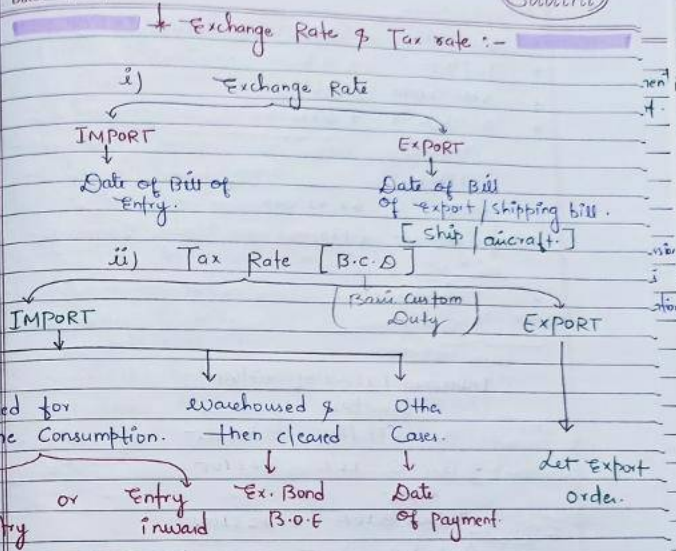 * Exchange Rate & Tax rate :-
i) Exchange Rate
IMPORT
EXPORT
Date of Bill of
Entry.
Date of Bill
of export / shipping bill.
[ ship / aircraft. ]
ii) Tax Rate [ B.C.D ]
( Basic Custom
Duty )
IMPORT
EXPORT
ed for
Consumption.
warehoused &
then cleared
Other
Cases.
or
Entry
inward
Ex. Bond
B.O.E
Date
of payment.
Let Export
order.